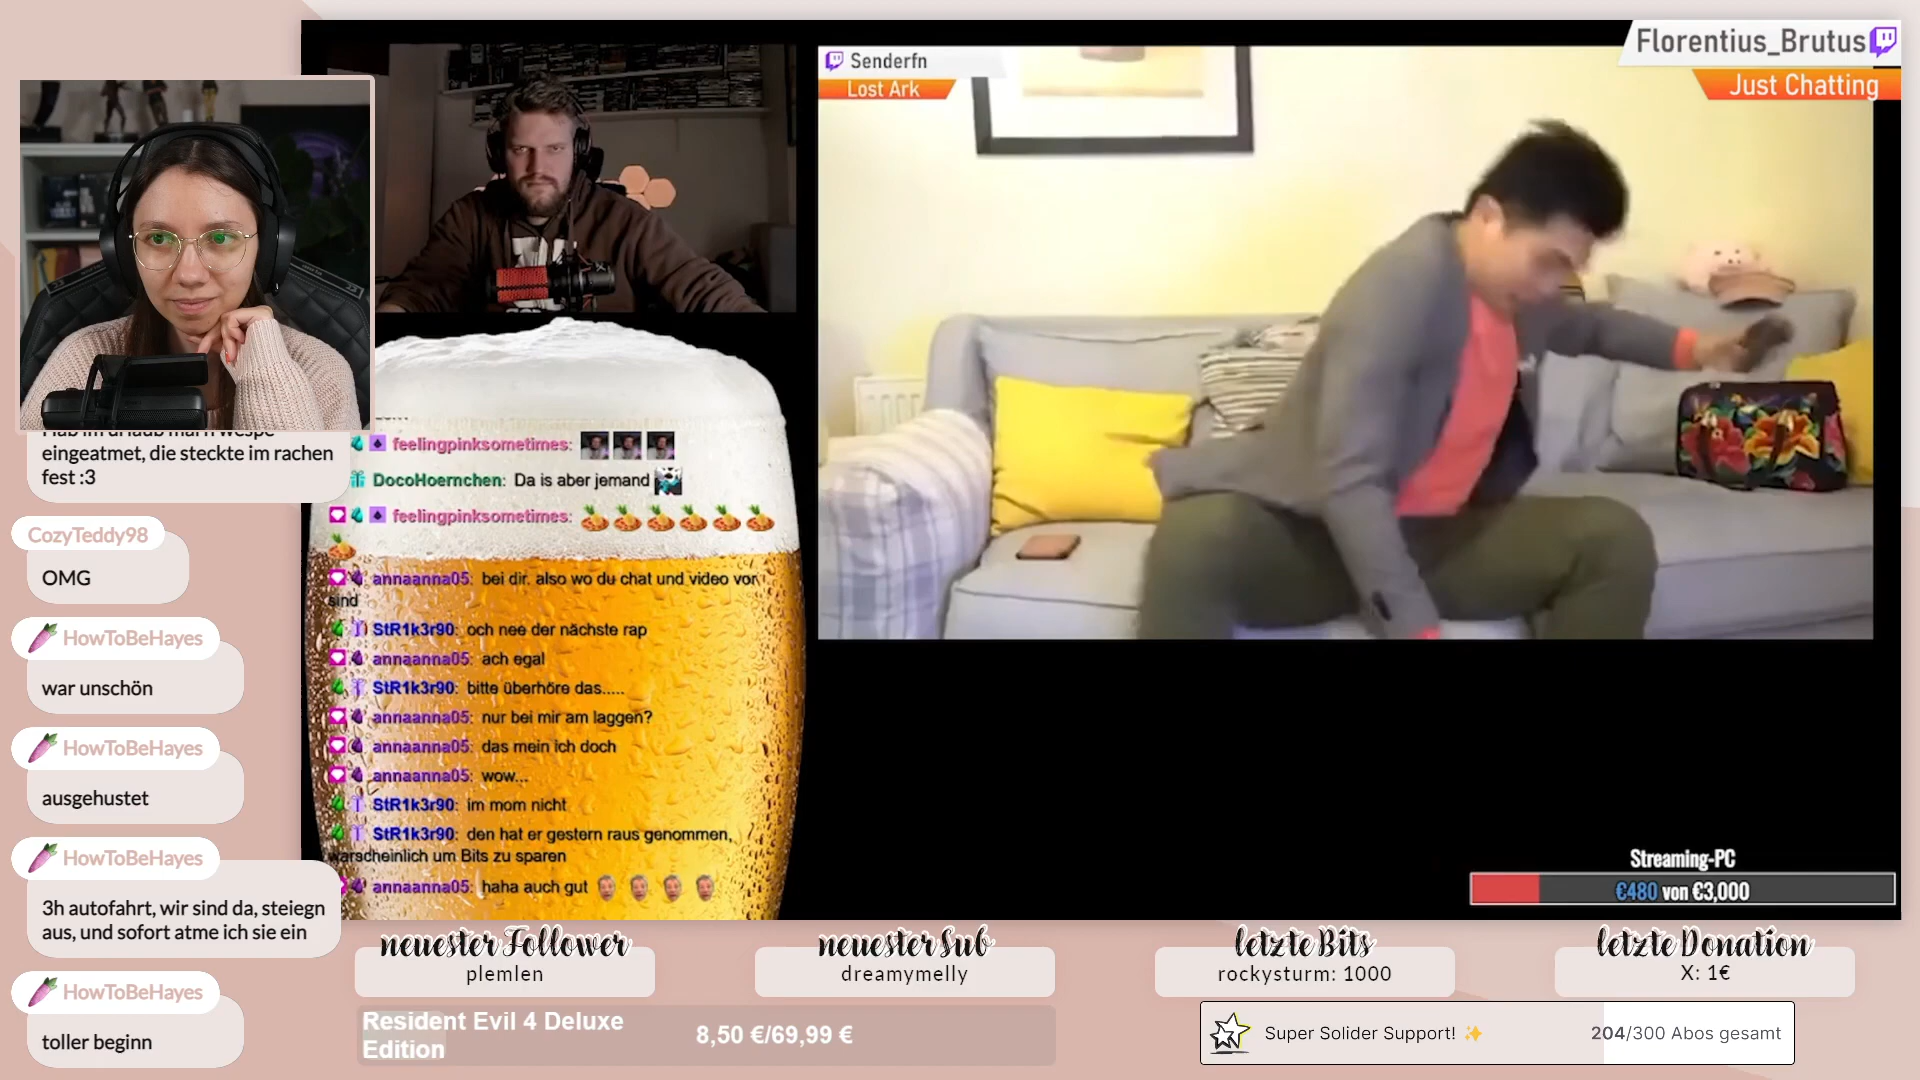 Florentius_Brutus
Just Chatting
Senderfn
Lost Ark
eingeatmet, die steckte im rachen
fest :3
CozyTeddy98
OMG
HowToBeHayes
war unschön
HowToBeHayes
ausgehustet
HowToBeHayes
3h autofahrt, wir sind da, steiegn
aus, und sofort atme ich sie ein
HowToBeHayes
toller beginn
feelingpinksometimes:
DocoHoernchen: Da is aber jemand
feelingpinksometimes:
annaanna05: bei dir. also wo du chat und video vor
sind
StR1k3r90: och nee der nächste rap
annaanna05: ach egal
StR1k3r90: bitte überhöre das.....
annaanna05: nur bei mir am laggen?
annaanna05: das mein ich doch
annaanna05: wow...
StR1k3r90: im mom nicht
StR1k3r90: den hat er gestern raus genommen,
warscheinlich um Bits zu sparen
annaanna05: haha auch gut
Streaming-PC
€480 von €3,000
neuester Follower
plemlen
neuester Sub
dreamymelly
letzte Bits
rockysturm: 1000
letzte Donation
X: 1€
Resident Evil 4 Deluxe
Edition
8,50 €/69,99 €
Super Solider Support! ✨
204/300 Abos gesamt